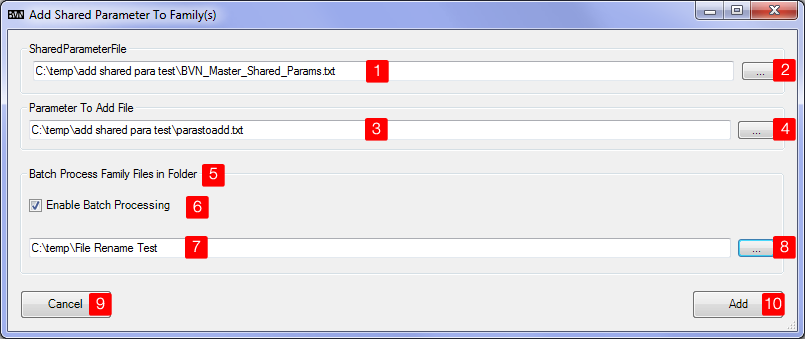 BVN Add Shared Parameter To Family(s)
SharedParameterFile
C:\temp\add shared para test\BVN_Master_Shared_Params.txt 1 ... 2
Parameter To Add File
C:\temp\add shared para test\parastoadd.txt 3 ... 4
Batch Process Family Files in Folder 5
Enable Batch Processing 6
C:\temp\File Rename Test 7 ... 8
Cancel 9 Add 10